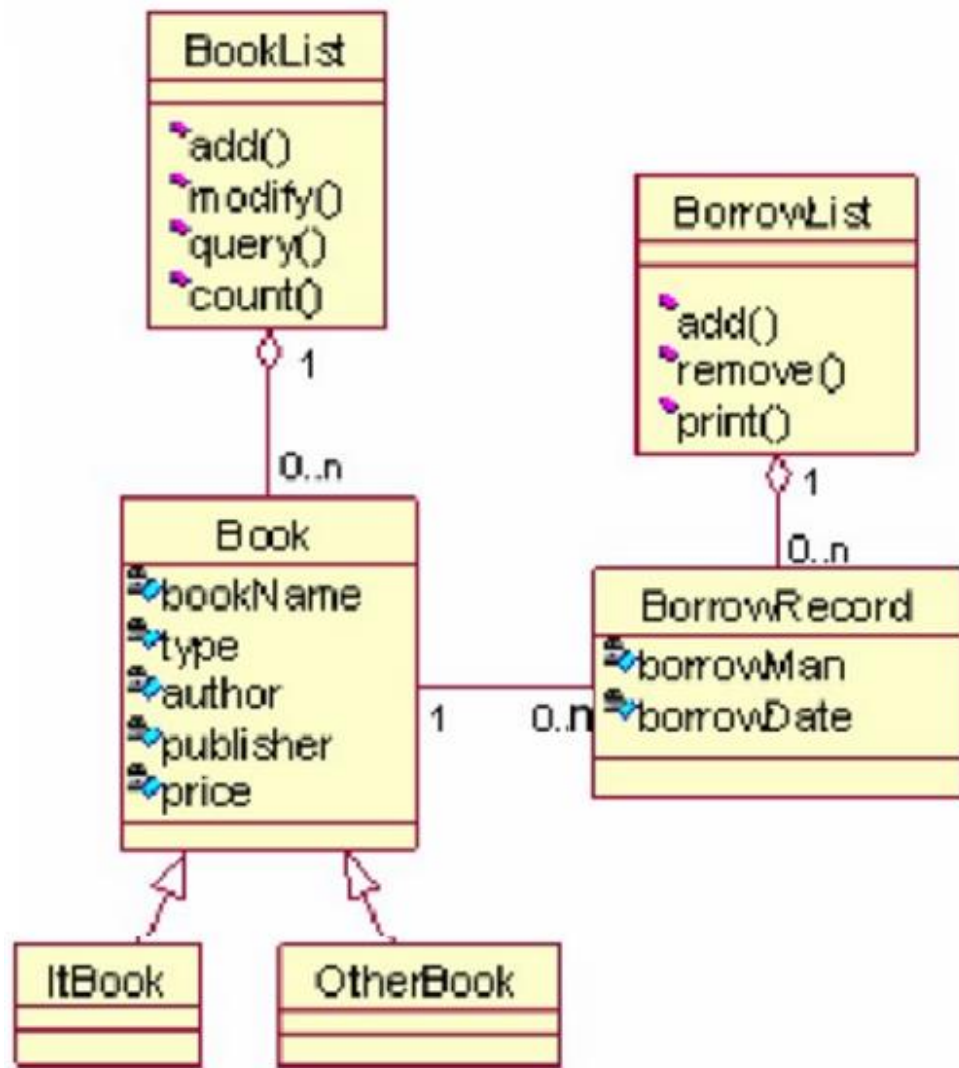 BookList
add()
modify()
query()
count()
1
0..n
BorrowList
add()
remove()
print()
1
0..n
Book
bookName
type
author
publisher
price
1
0..n
BorrowRecord
borrowMan
borrowDate
ItBook
OtherBook